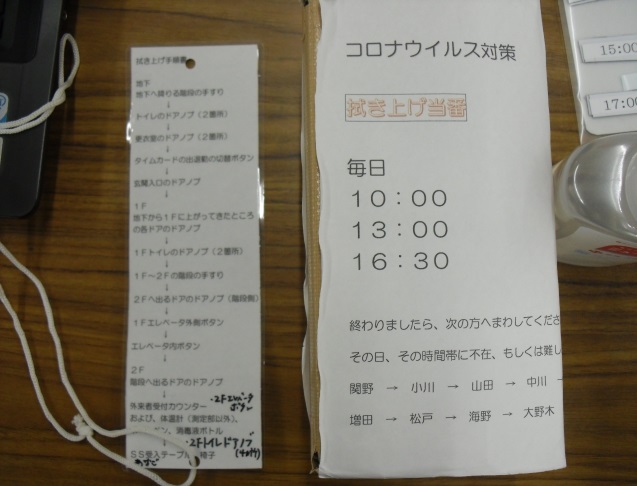 拭き上げ手順書
地下
地下へ降りる階段の手すり
↓
トイレのドアノブ（２箇所）
↓
更衣室のドアノブ（２箇所）
↓
タイムカードの出退勤の切替ボタン
↓
玄関入口のドアノブ
↓
１Ｆ
地下から１Ｆに上がってきたところ
の各ドアのドアノブ
↓
１Ｆトイレのドアノブ（２箇所）
↓
１Ｆ～２Ｆの階段の手すり
↓
２Ｆへ出るドアのドアノブ（階段側）
↓
１Ｆエレベータ外側ボタン
↓
エレベータ内ボタン
↓
２Ｆ
階段へ出るドアのドアノブ
↓
・２Ｆエレベータ
ボタン
外来者受付カウンター
および、体温計（測定部以外）、
ン、消毒液ボトル
・２Ｆトイレドアノブ
ＳＳ受入テーブル 椅子
コロナウイルス対策
拭き上げ当番
毎日
１０：００
１３：００
１６：３０
終わりましたら、次の方へまわしてくださ
その日、その時間帯に不在、もしくは難し
関野 → 小川 → 山田 → 中川 →
増田 → 松戸 → 海野 → 大野木
15:00
17:00